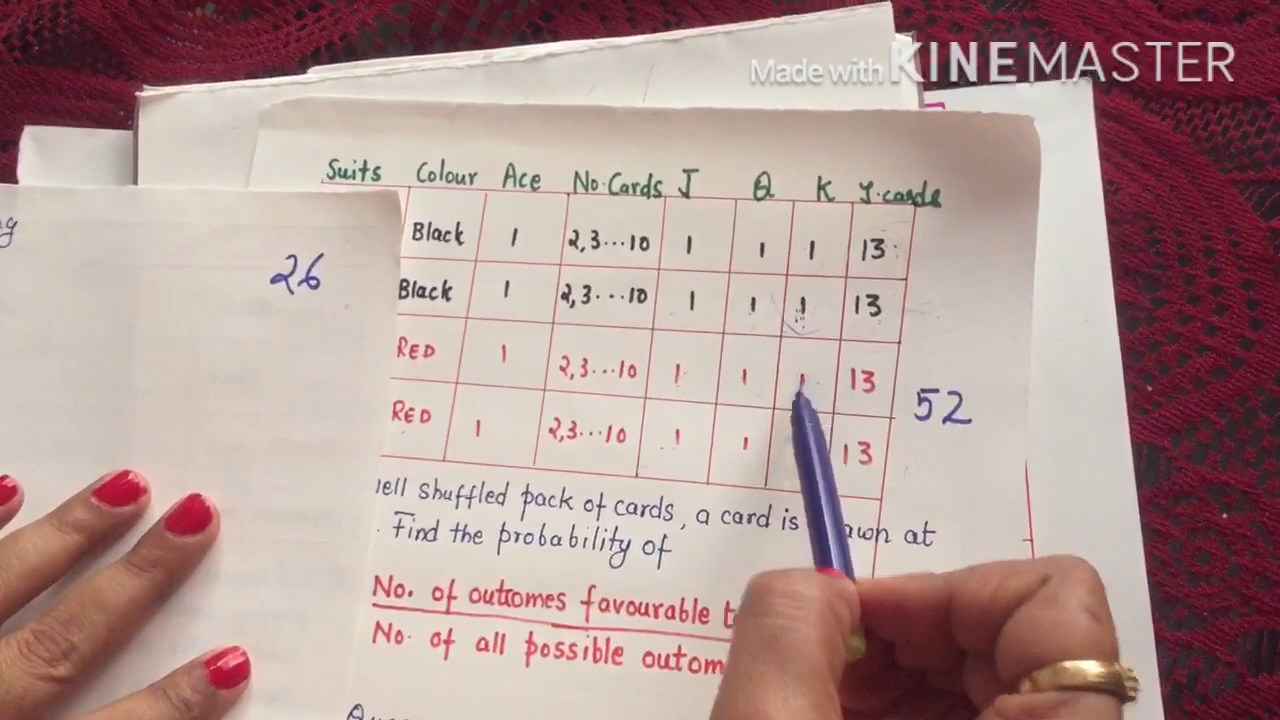 Made with KINEMASTER
Suits Colour Ace No.Cards J Q K T.cards
Black 1 2,3...10 1 1 1 13
26
Black 1 2,3...10 1 1 1 13
RED 1 2,3...10 1 1 1 13
52
RED 1 2,3...10 1 1 13
ell shuffled pack of cards, a card is awn at
. Find the probability of
No. of outcomes favourable t
No. of all possible outom